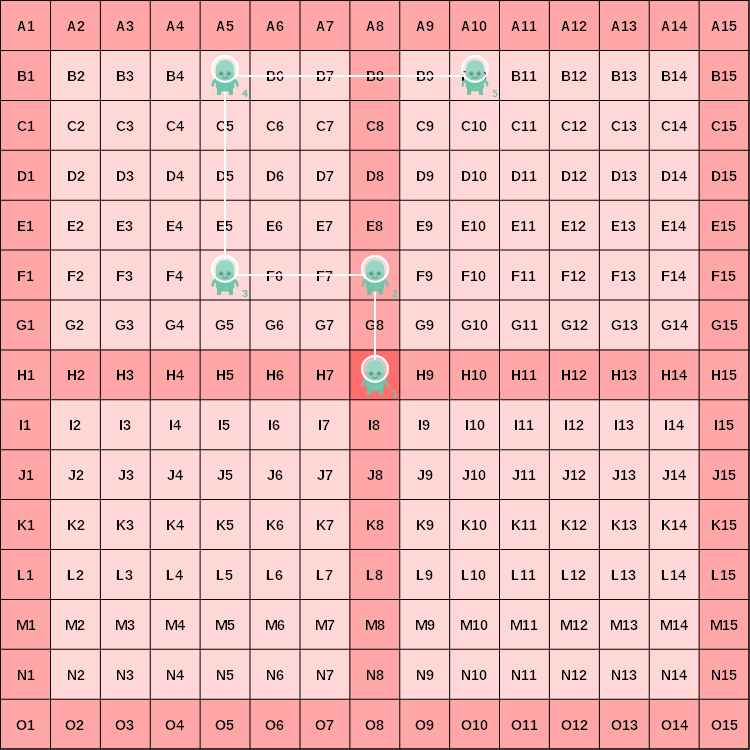 A1 A2 A3 A4 A5 A6 A7 A8 A9 A10 A11 A12 A13 A14 A15
B1 B2 B3 B4 B6 B7 B8 B9 B11 B12 B13 B14 B15
4 5
C1 C2 C3 C4 C5 C6 C7 C8 C9 C10 C11 C12 C13 C14 C15
D1 D2 D3 D4 D5 D6 D7 D8 D9 D10 D11 D12 D13 D14 D15
E1 E2 E3 E4 E5 E6 E7 E8 E9 E10 E11 E12 E13 E14 E15
F1 F2 F3 F4 F6 F7 F9 F10 F11 F12 F13 F14 F15
3 2
G1 G2 G3 G4 G5 G6 G7 G8 G9 G10 G11 G12 G13 G14 G15
H1 H2 H3 H4 H5 H6 H7 H9 H10 H11 H12 H13 H14 H15
1
I1 I2 I3 I4 I5 I6 I7 I8 I9 I10 I11 I12 I13 I14 I15
J1 J2 J3 J4 J5 J6 J7 J8 J9 J10 J11 J12 J13 J14 J15
K1 K2 K3 K4 K5 K6 K7 K8 K9 K10 K11 K12 K13 K14 K15
L1 L2 L3 L4 L5 L6 L7 L8 L9 L10 L11 L12 L13 L14 L15
M1 M2 M3 M4 M5 M6 M7 M8 M9 M10 M11 M12 M13 M14 M15
N1 N2 N3 N4 N5 N6 N7 N8 N9 N10 N11 N12 N13 N14 N15
O1 O2 O3 O4 O5 O6 O7 O8 O9 O10 O11 O12 O13 O14 O15